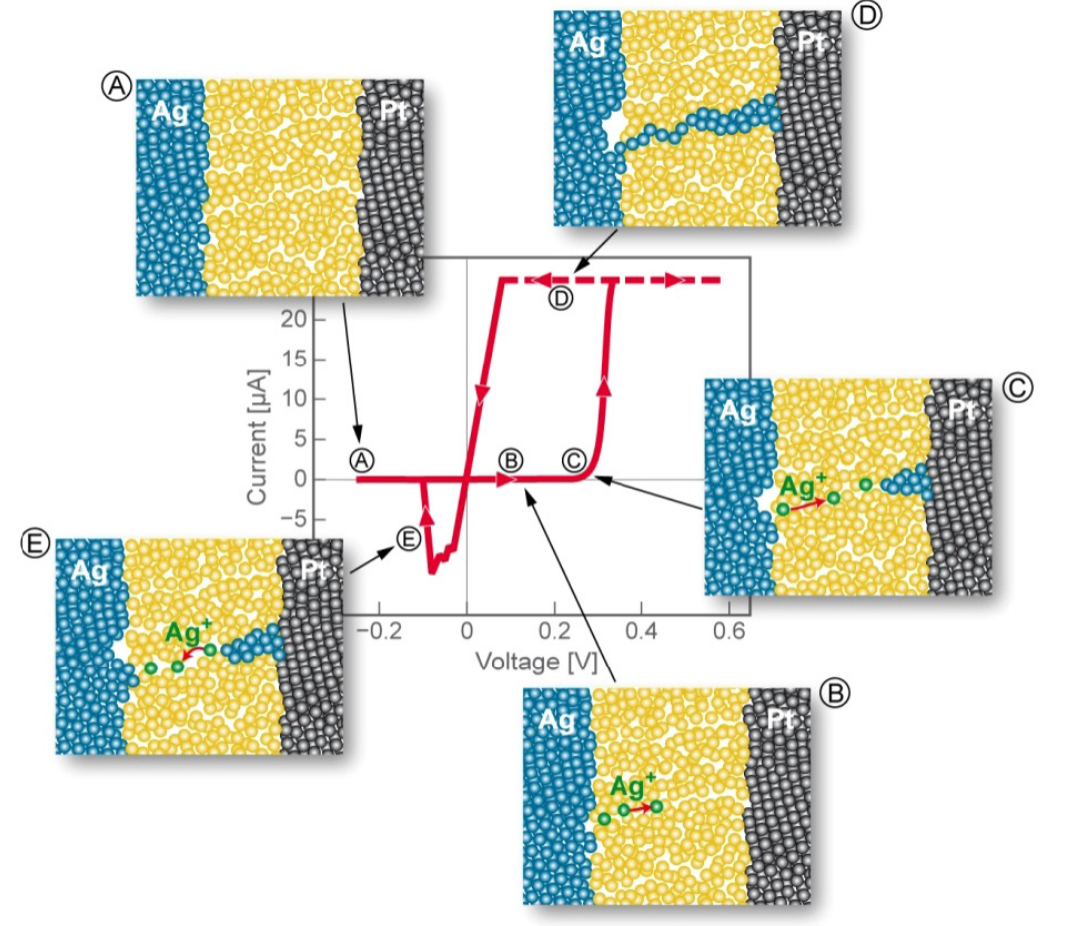 Ⓓ
Ag Pt
Ⓐ
Ag Pt
20
15
10
5
0
−5
Current [µA]
Ⓓ
Ⓐ Ⓑ Ⓒ
Ⓔ
−0.2 0 0.2 0.4 0.6
Voltage [V]
Ⓒ
Ag Pt
Ag⁺
Ⓔ
Ag Pt
Ag⁺
Ⓑ
Ag Pt
Ag⁺